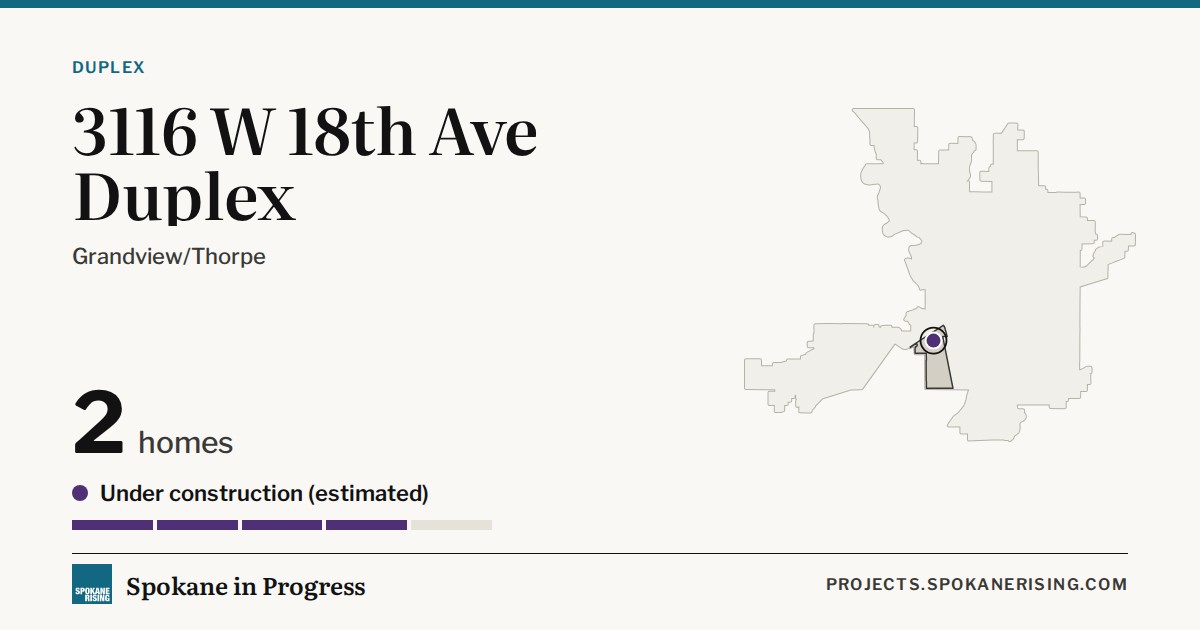 DUPLEX
3116 W 18th Ave
Duplex
Grandview/Thorpe
2 homes
Under construction (estimated)
SPOKANE
RISING
Spokane in Progress
PROJECTS.SPOKANERISING.COM